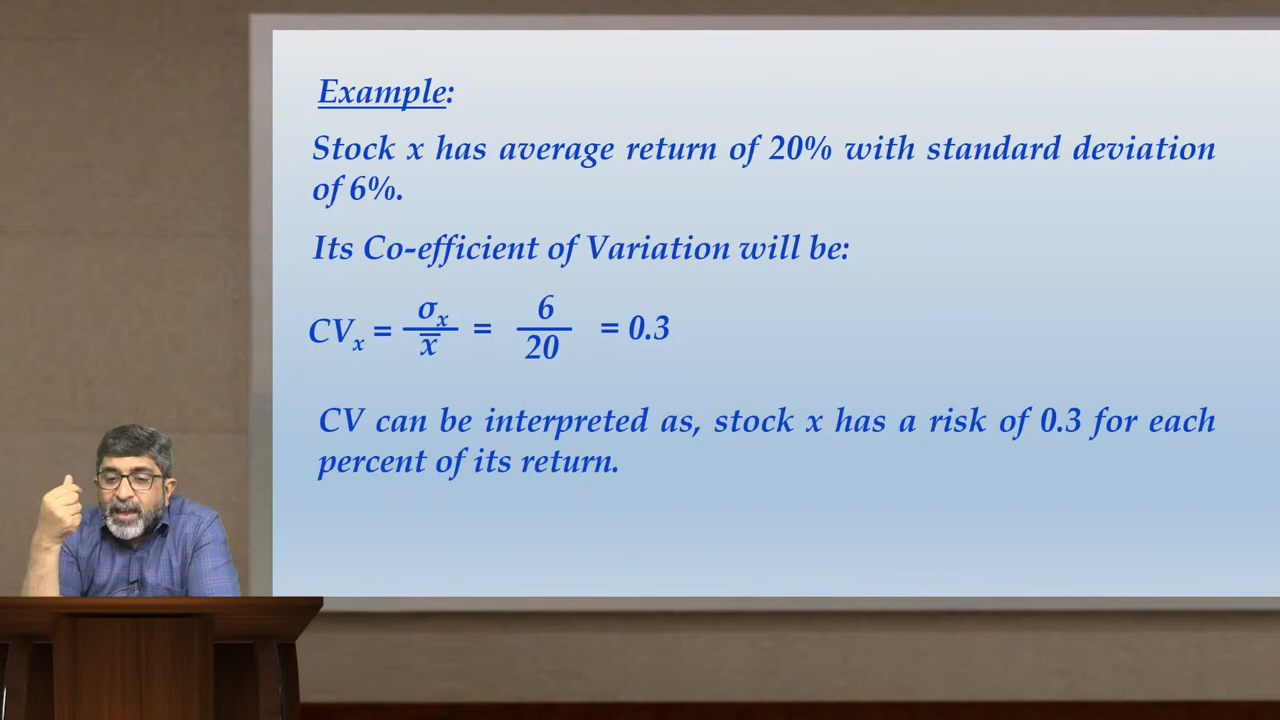 Example:
Stock x has average return of 20% with standard deviation
of 6%.
Its Co-efficient of Variation will be:
CVₓ = σₓ / x̅ = 6 / 20 = 0.3
CV can be interpreted as, stock x has a risk of 0.3 for each
percent of its return.